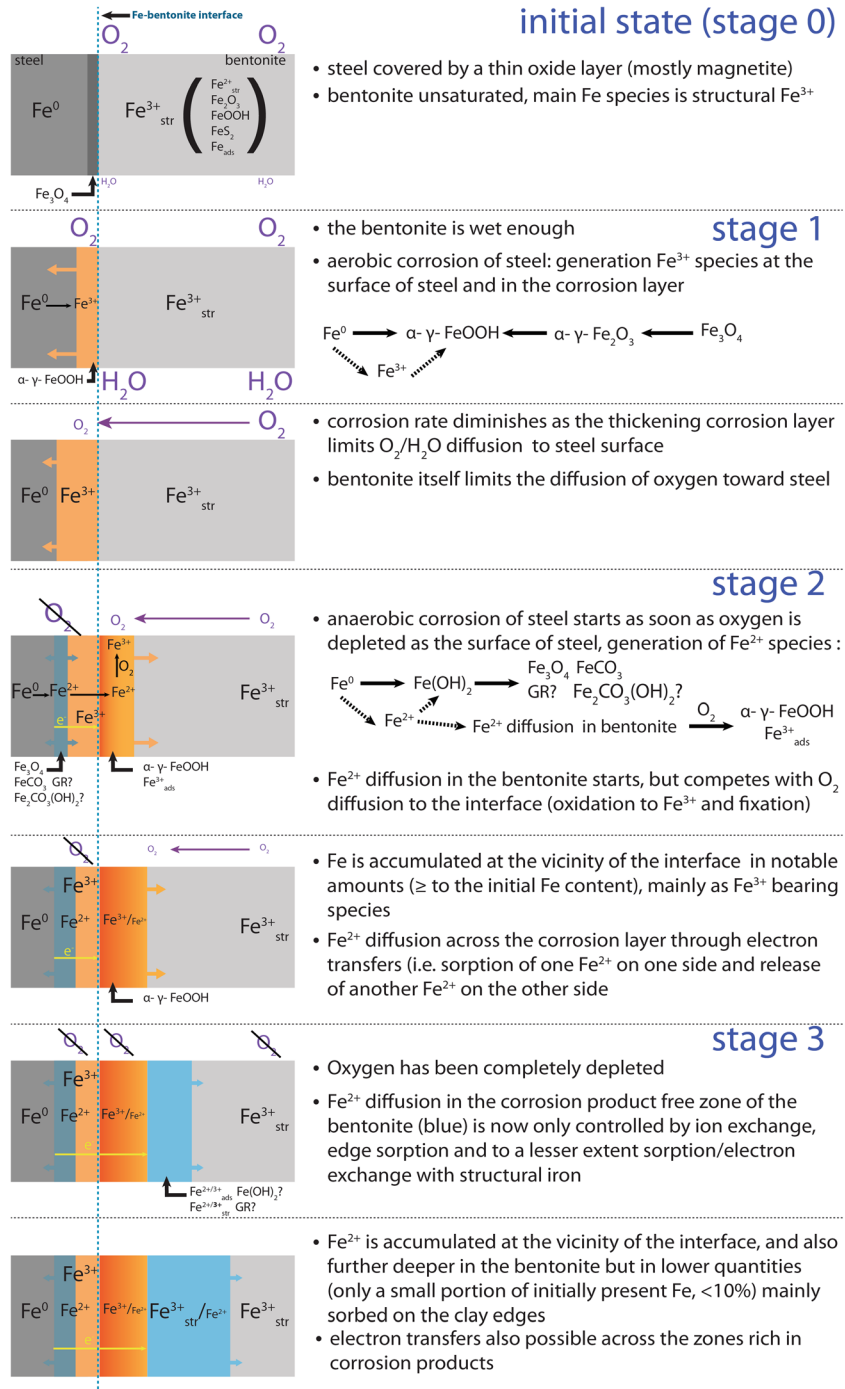 Fe-bentonite interface
initial state (stage 0)
O2 O2
steel bentonite
Fe0 Fe3+str ( Fe2+str
Fe2O3
FeOOH
FeS2
Feads )
H2O H2O
Fe3O4
• steel covered by a thin oxide layer (mostly magnetite)
• bentonite unsaturated, main Fe species is structural Fe3+
stage 1
O2 O2
Fe0 Fe3+ Fe3+str
α- γ- FeOOH
H2O H2O
• the bentonite is wet enough
• aerobic corrosion of steel: generation Fe3+ species at the
surface of steel and in the corrosion layer
Fe0 α- γ- FeOOH α- γ- Fe2O3 Fe3O4
Fe3+
O2 O2
Fe0 Fe3+ Fe3+str
• corrosion rate diminishes as the thickening corrosion layer
limits O2/H2O diffusion to steel surface
• bentonite itself limits the diffusion of oxygen toward steel
stage 2
O2 O2 O2
Fe3+
O2
Fe0 Fe2+ Fe2+ Fe3+str
Fe3+
e-
Fe3O4
FeCO3 GR?
Fe2CO3(OH)2?
α- γ- FeOOH
Fe3+ads
• anaerobic corrosion of steel starts as soon as oxygen is
depleted as the surface of steel, generation of Fe2+ species :
Fe0 Fe(OH)2 Fe3O4 FeCO3
GR? Fe2CO3(OH)2?
Fe2+ Fe2+ diffusion in bentonite O2 α- γ- FeOOH
Fe3+ads
• Fe2+ diffusion in the bentonite starts, but competes with O2
diffusion to the interface (oxidation to Fe3+ and fixation)
O2 O2 O2
Fe3+
Fe0 Fe2+ Fe3+/Fe2+ Fe3+str
e-
α- γ- FeOOH
• Fe is accumulated at the vicinity of the interface in notable
amounts (≥ to the initial Fe content), mainly as Fe3+ bearing
species
• Fe2+ diffusion across the corrosion layer through electron
transfers (i.e. sorption of one Fe2+ on one side and release
of another Fe2+ on the other side
stage 3
O2 O2 O2
Fe3+
Fe0 Fe2+ Fe3+/Fe2+ Fe3+str
e-
Fe2+/3+ads Fe(OH)2?
Fe2+/3+str GR?
• Oxygen has been completely depleted
• Fe2+ diffusion in the corrosion product free zone of the
bentonite (blue) is now only controlled by ion exchange,
edge sorption and to a lesser extent sorption/electron
exchange with structural iron
Fe3+
Fe0 Fe2+ Fe3+/Fe2+ Fe3+str/Fe2+ Fe3+str
e-
• Fe2+ is accumulated at the vicinity of the interface, and also
further deeper in the bentonite but in lower quantities
(only a small portion of initially present Fe, <10%) mainly
sorbed on the clay edges
• electron transfers also possible across the zones rich in
corrosion products